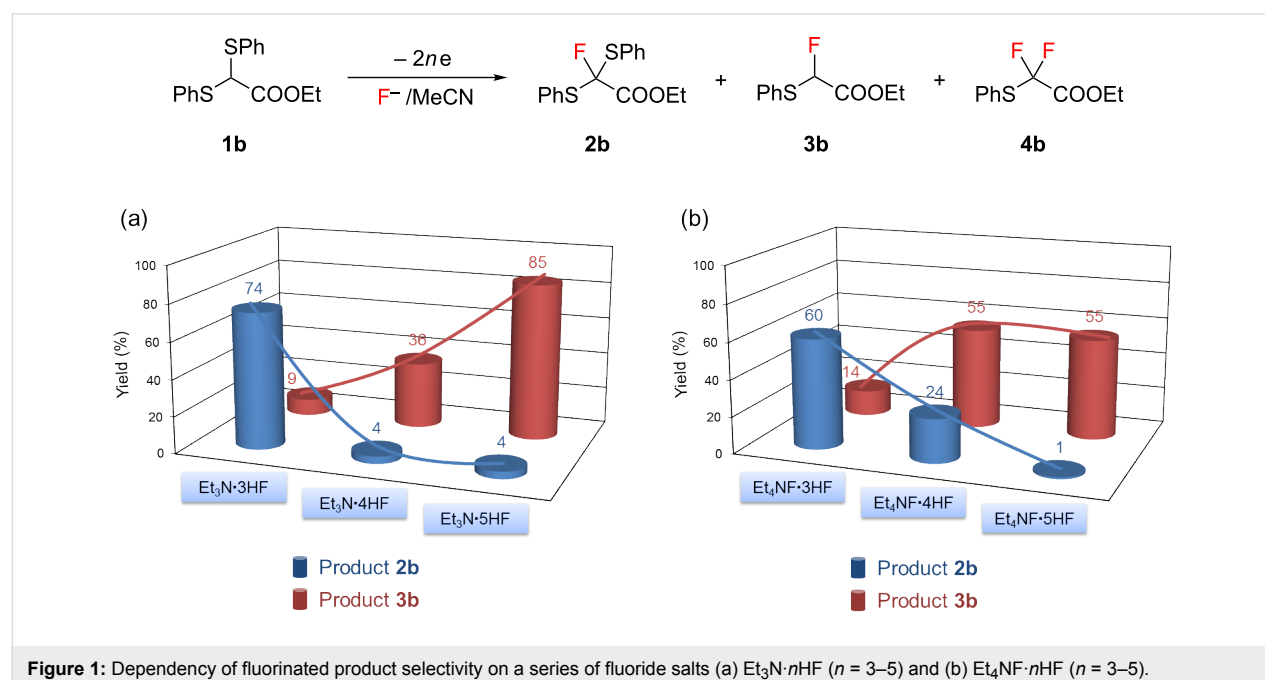 SPh
PhS
COOEt
1b
– 2ne
F– /MeCN
F
SPh
PhS
COOEt
2b
+
F
PhS
COOEt
3b
+
F F
PhS
COOEt
4b
(a)
Yield (%)
100
80
60
40
20
0
74
9
4
36
4
85
Et3N·3HF
Et3N·4HF
Et3N·5HF
Product 2b
Product 3b
(b)
Yield (%)
100
80
60
40
20
0
60
14
24
55
1
55
Et4NF·3HF
Et4NF·4HF
Et4NF·5HF
Product 2b
Product 3b
Figure 1: Dependency of fluorinated product selectivity on a series of fluoride salts (a) Et3N·nHF (n = 3–5) and (b) Et4NF·nHF (n = 3–5).